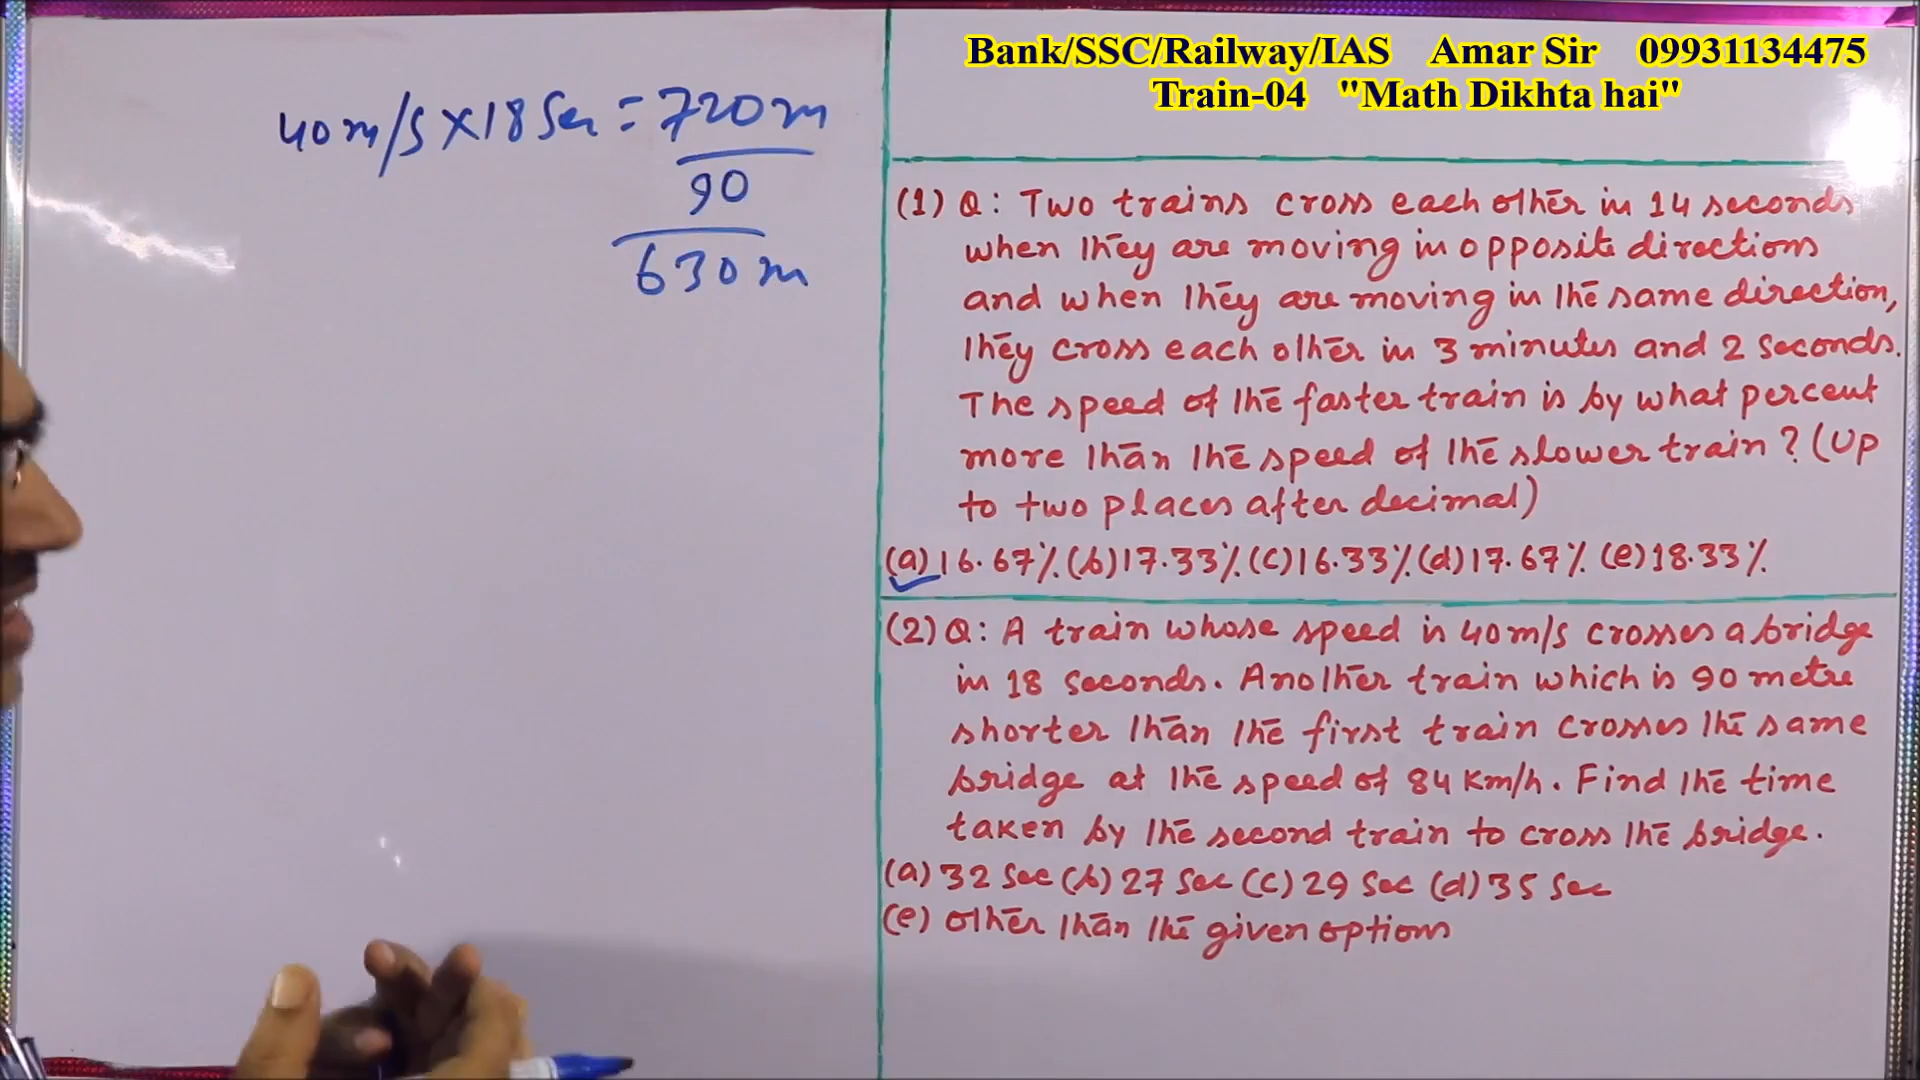 Bank/SSC/Railway/IAS Amar Sir 09931134475
Train-04 "Math Dikhta hai"
40m/s×18Sec = 720m
90
630m
(1) Q: Two trains cross each other in 14 seconds
when they are moving in opposite directions
and when they are moving in the same direction,
they cross each other in 3 minutes and 2 seconds.
The speed of the faster train is by what percent
more than the speed of the slower train? (Up
to two places after decimal)
(a) 16.67% (b) 17.33% (c) 16.33% (d) 17.67% (e) 18.33%
(2) Q: A train whose speed is 40m/s crosses a bridge
in 18 seconds. Another train which is 90 metre
shorter than the first train crosses the same
bridge at the speed of 84 Km/h. Find the time
taken by the second train to cross the bridge.
(a) 32 Sec (b) 27 Sec (c) 29 Sec (d) 35 Sec
(e) other than the given options